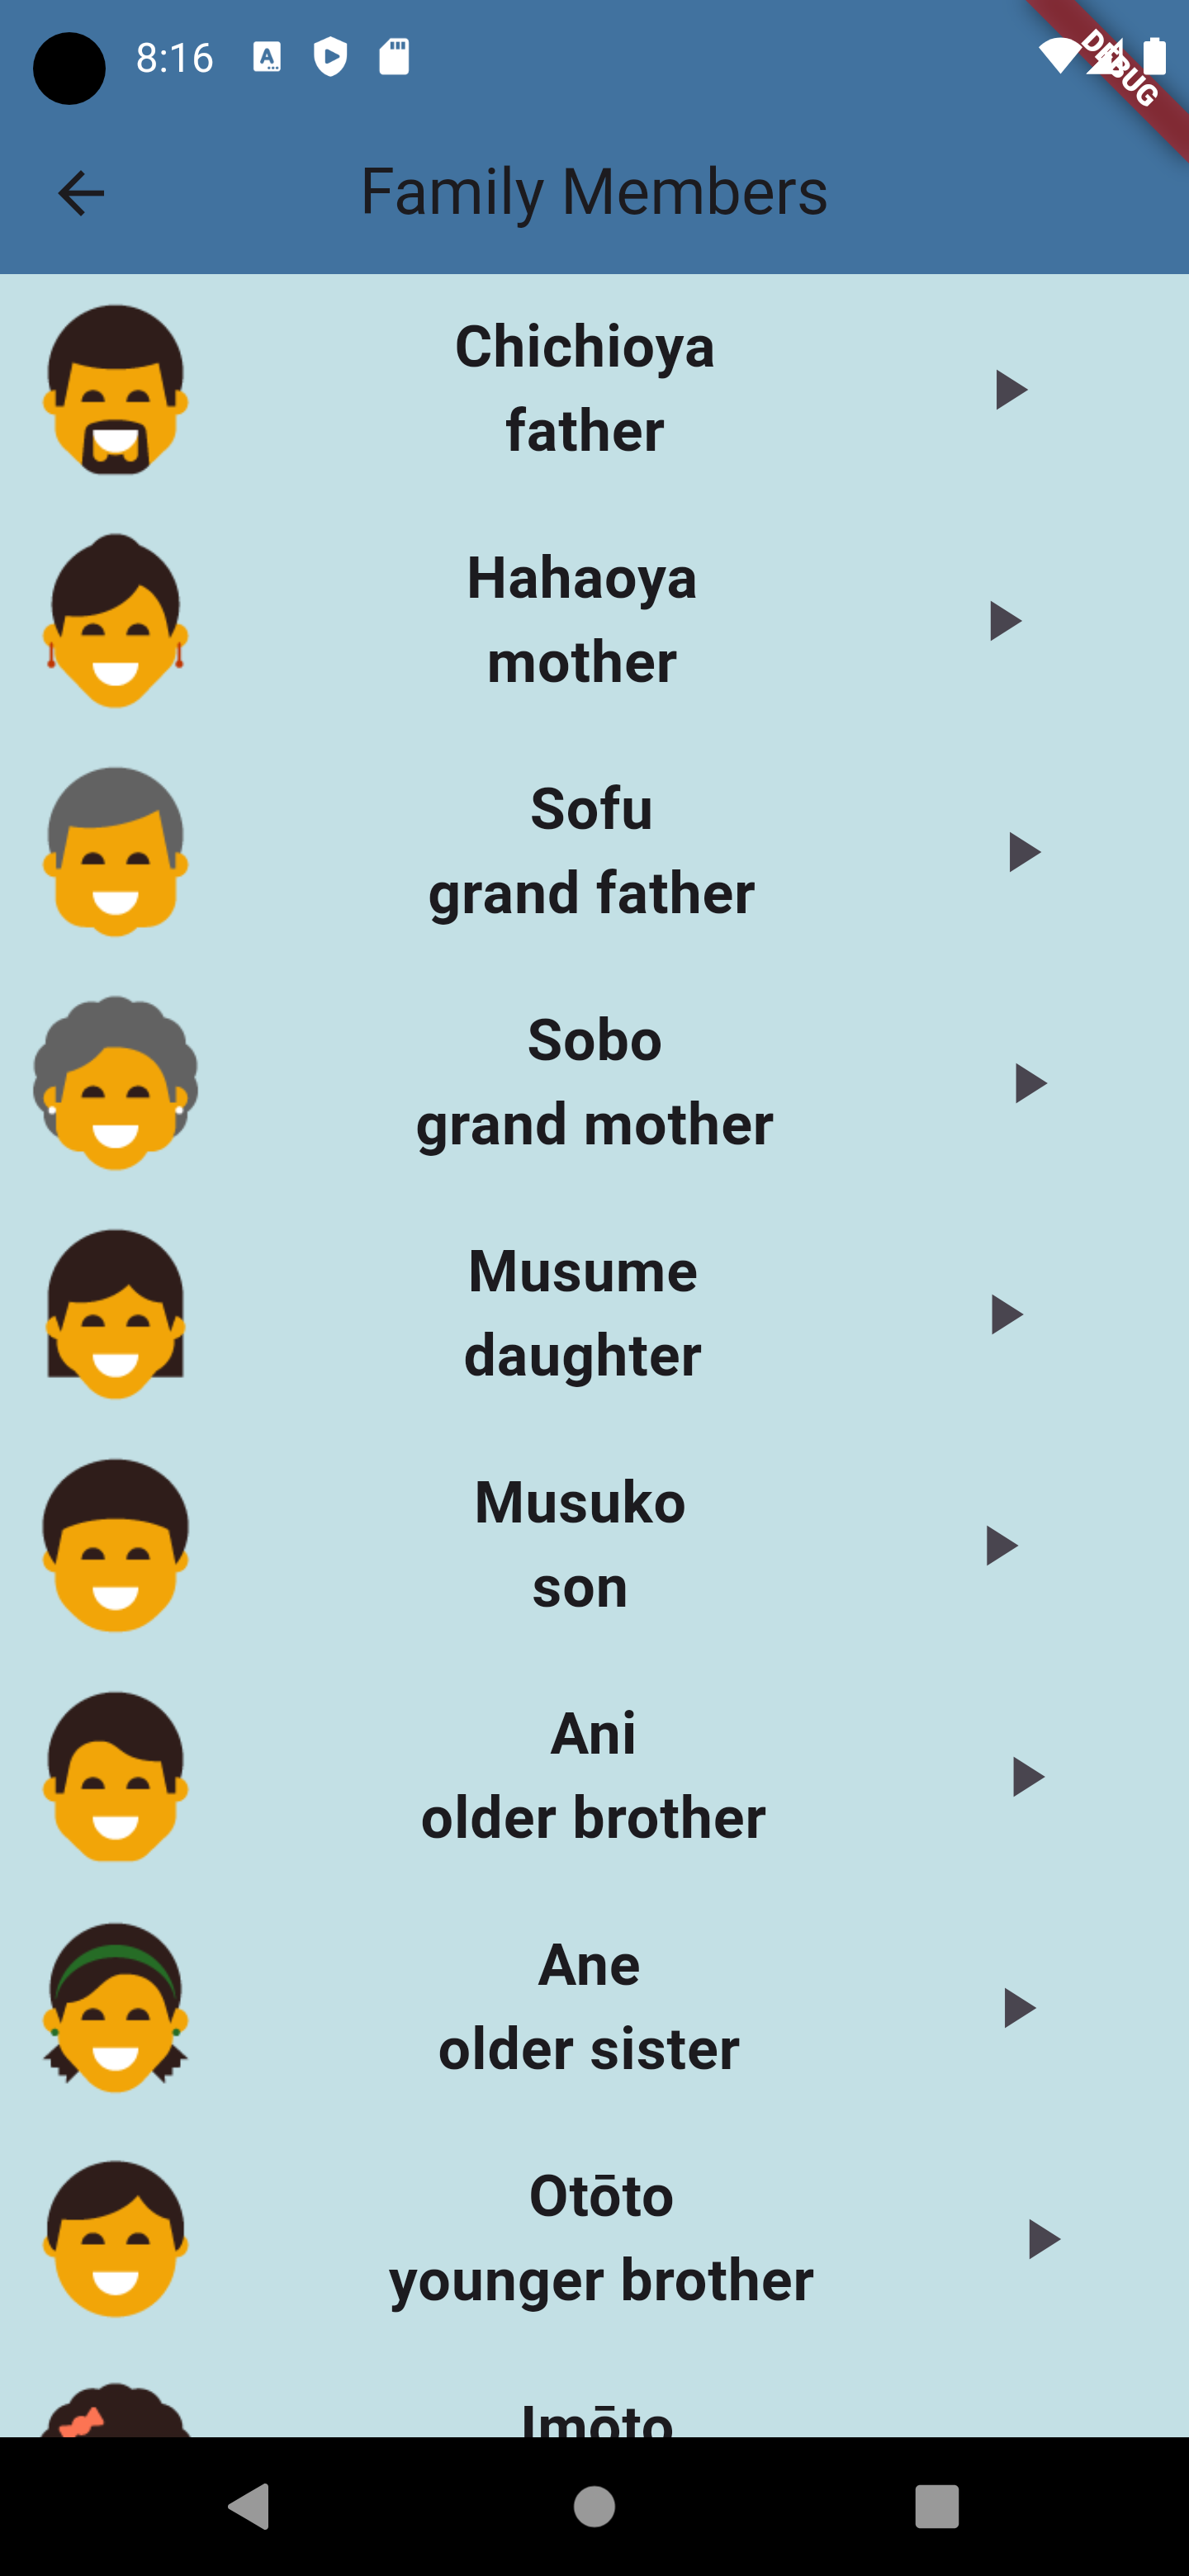 8:16
DEBUG
Family Members
Chichioya
father
Hahaoya
mother
Sofu
grand father
Sobo
grand mother
Musume
daughter
Musuko
son
Ani
older brother
Ane
older sister
Otōto
younger brother
Imōto